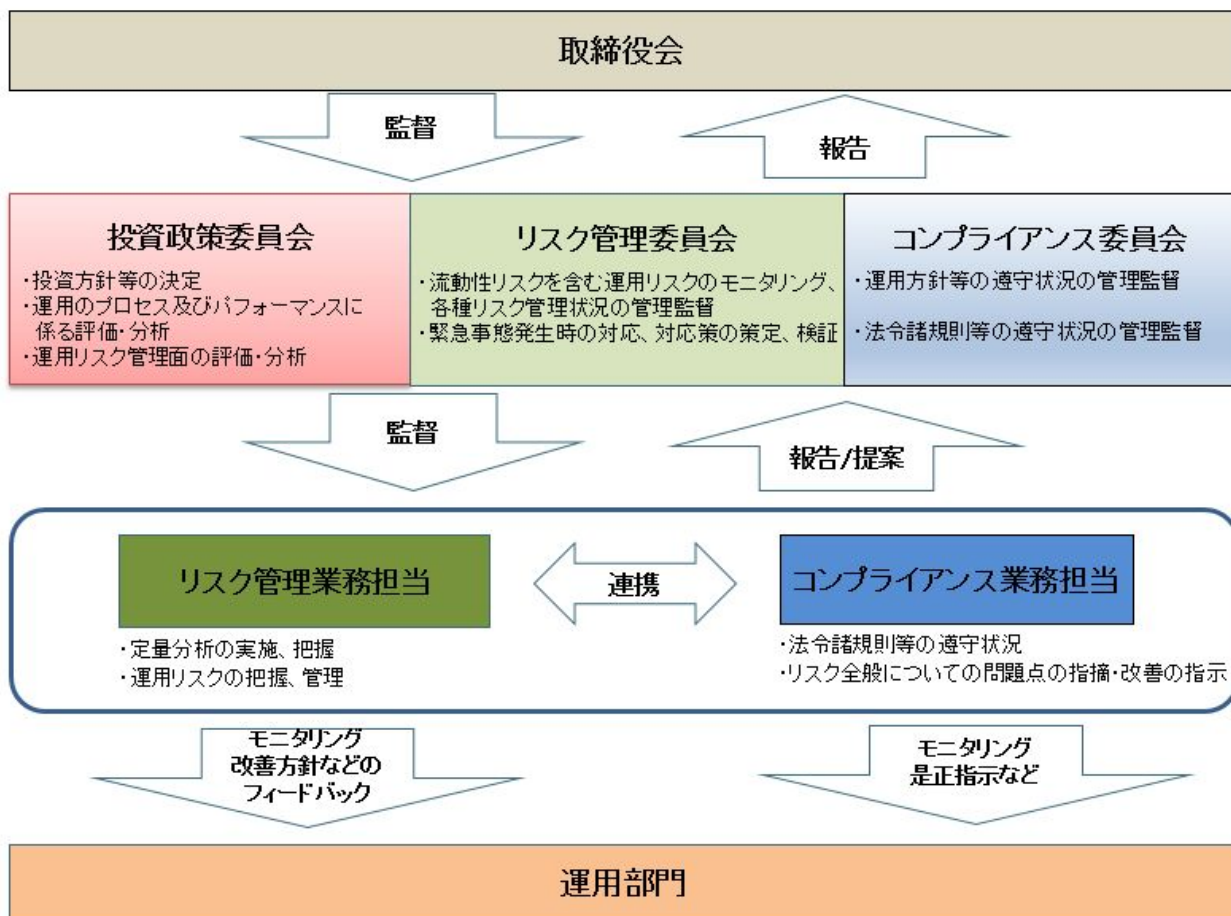 取締役会
監督
報告
投資政策委員会
・投資方針等の決定
・運用のプロセス及びパフォーマンスに
係る評価・分析
・運用リスク管理面の評価・分析
リスク管理委員会
・流動性リスクを含む運用リスクのモニタリング、
各種リスク管理状況の管理監督
・緊急事態発生時の対応、対応策の策定、検証
コンプライアンス委員会
・運用方針等の遵守状況の管理監督
・法令諸規則等の遵守状況の管理監督
監督
報告/提案
リスク管理業務担当
・定量分析の実施、把握
・運用リスクの把握、管理
連携
コンプライアンス業務担当
・法令諸規則等の遵守状況
・リスク全般についての問題点の指摘・改善の指示
モニタリング
改善方針などの
フィードバック
モニタリング
是正指示など
運用部門